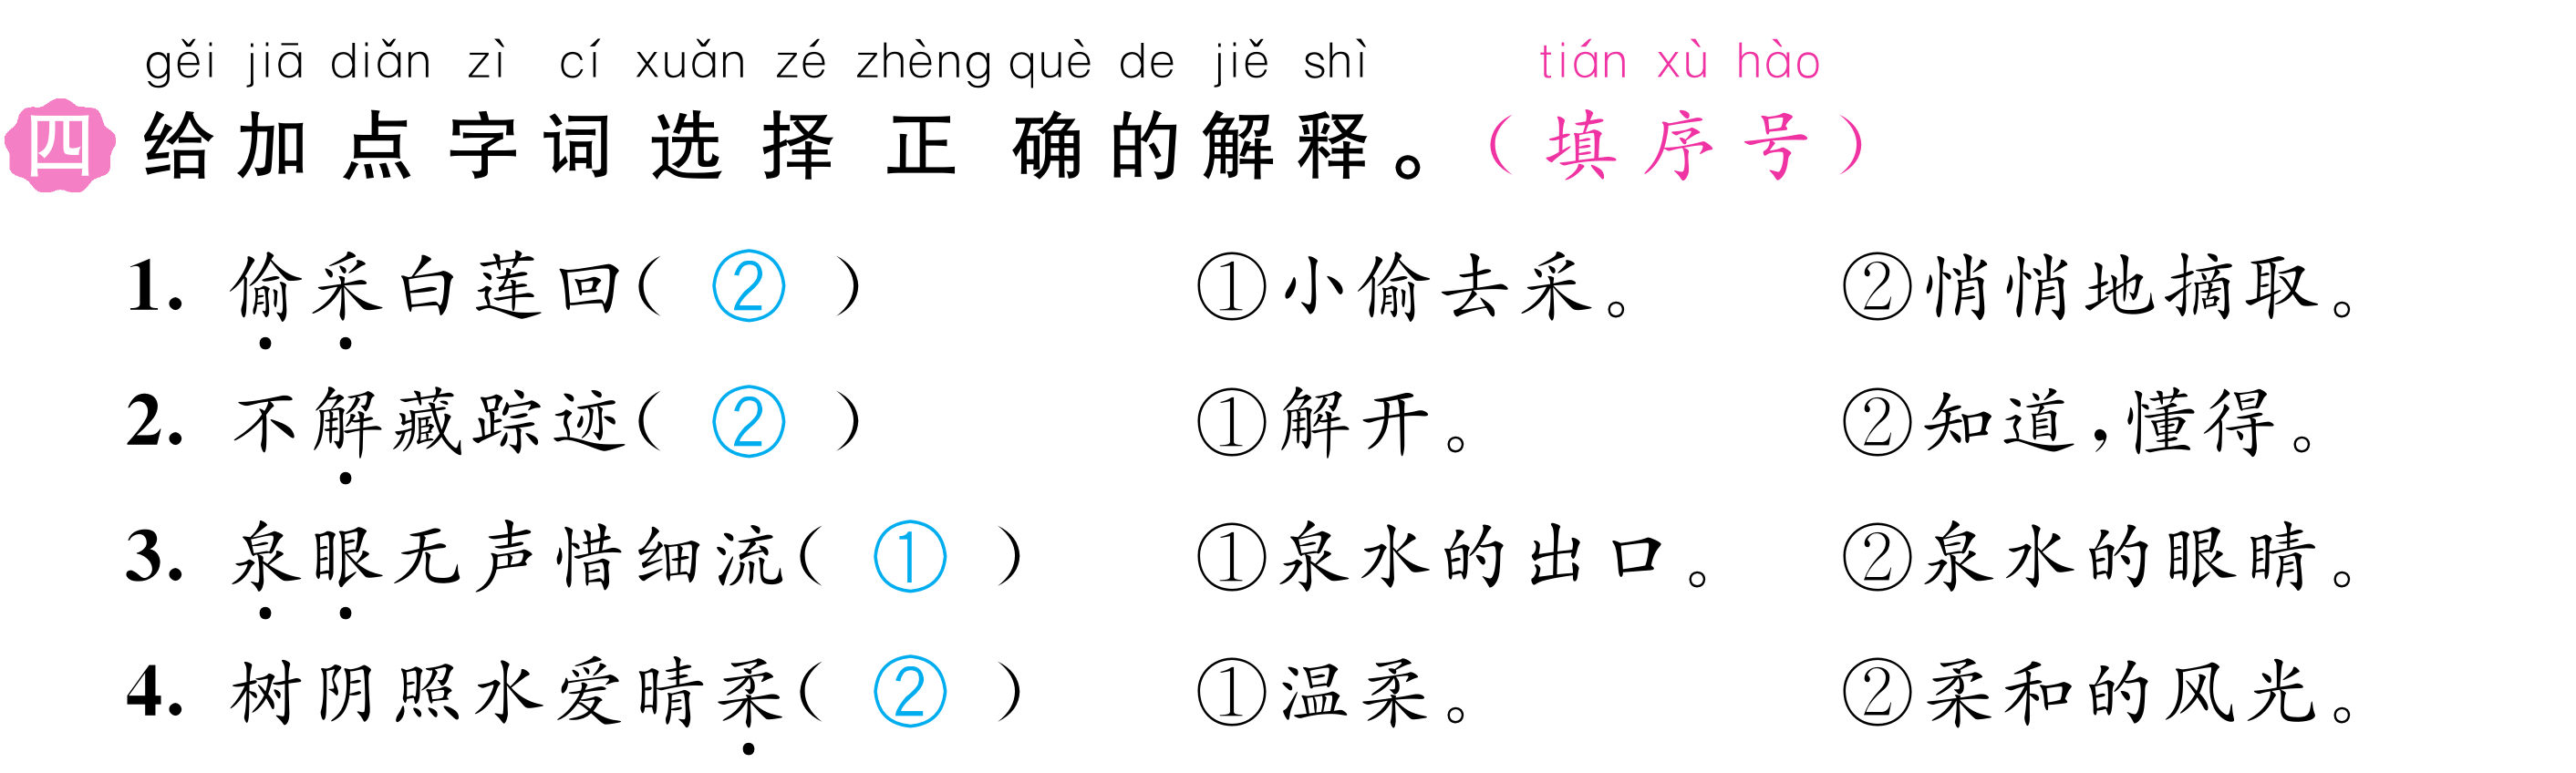 gěi jiā diǎn zì cí xuǎn zé zhèng què de jiě shì tián xù hào
四 给加点字词选择正确的解释。（填序号）
1. 偷采白莲回( ② ) ①小偷去采。 ②悄悄地摘取。
2. 不解藏踪迹( ② ) ①解开。 ②知道,懂得。
3. 泉眼无声惜细流( ① ) ①泉水的出口。 ②泉水的眼睛。
4. 树阴照水爱晴柔( ② ) ①温柔。 ②柔和的风光。